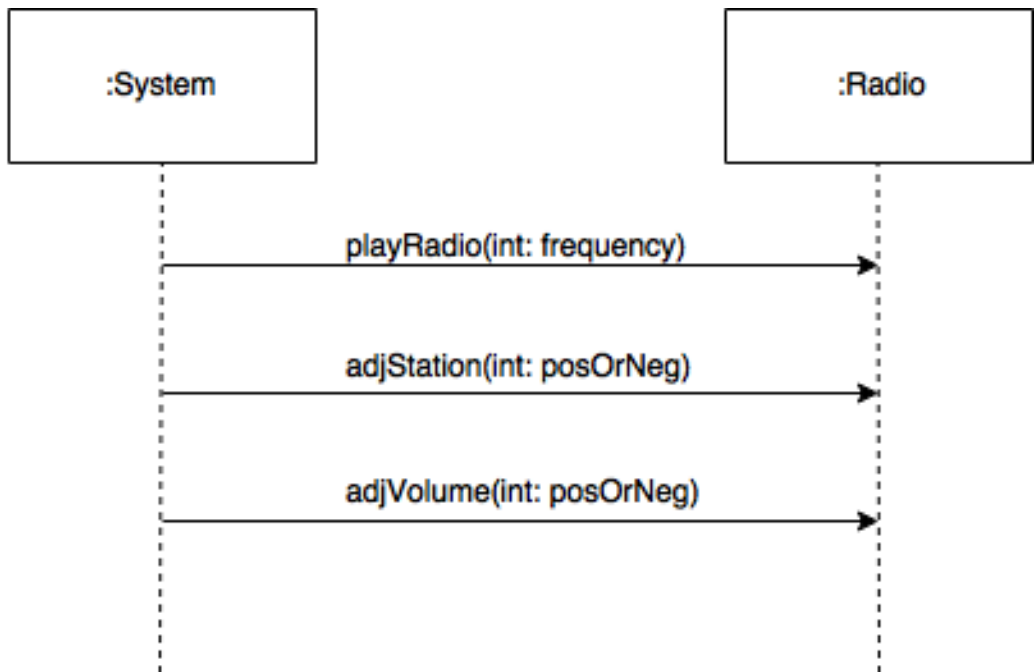 :System
:Radio
playRadio(int: frequency)
adjStation(int: posOrNeg)
adjVolume(int: posOrNeg)